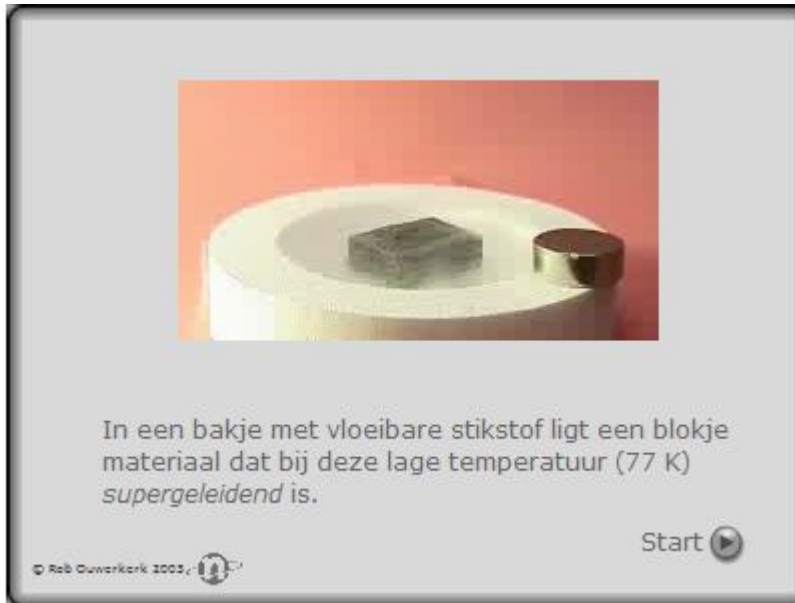 In een bakje met vloeibare stikstof ligt een blokje
materiaal dat bij deze lage temperatuur (77 K)
supergeleidend is.
Start
© Rob Ouwerkerk 2003,